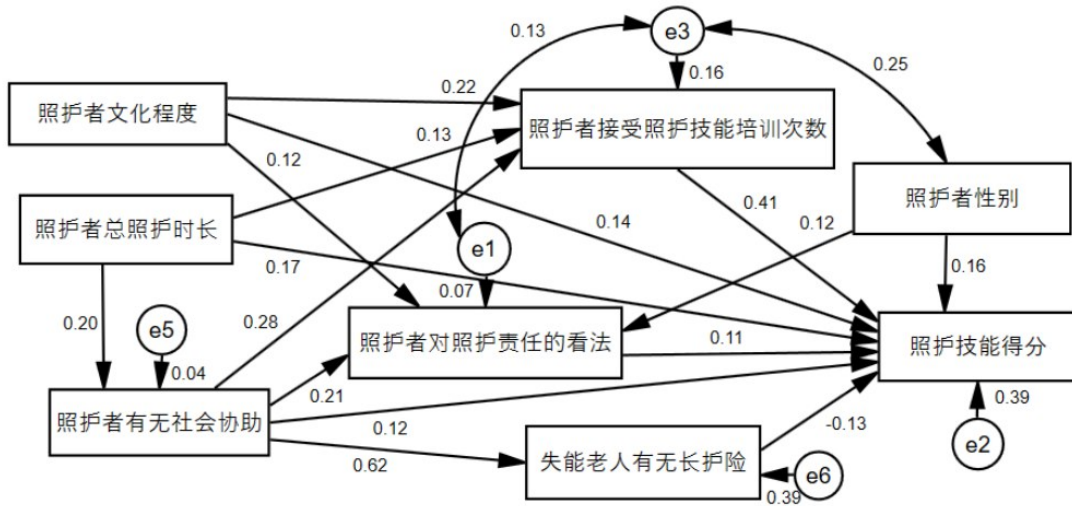 0.13
e3
0.25
0.16
照护者文化程度
0.22
照护者接受照护技能培训次数
0.13
0.12
照护者性别
照护者总照护时长
0.41
0.12
0.14
e1
0.17
0.07
0.16
0.20
e5
0.28
照护者对照护责任的看法
0.11
照护技能得分
0.04
0.21
照护者有无社会协助
0.12
-0.13
0.39
e2
0.62
失能老人有无长护险
e6
0.39